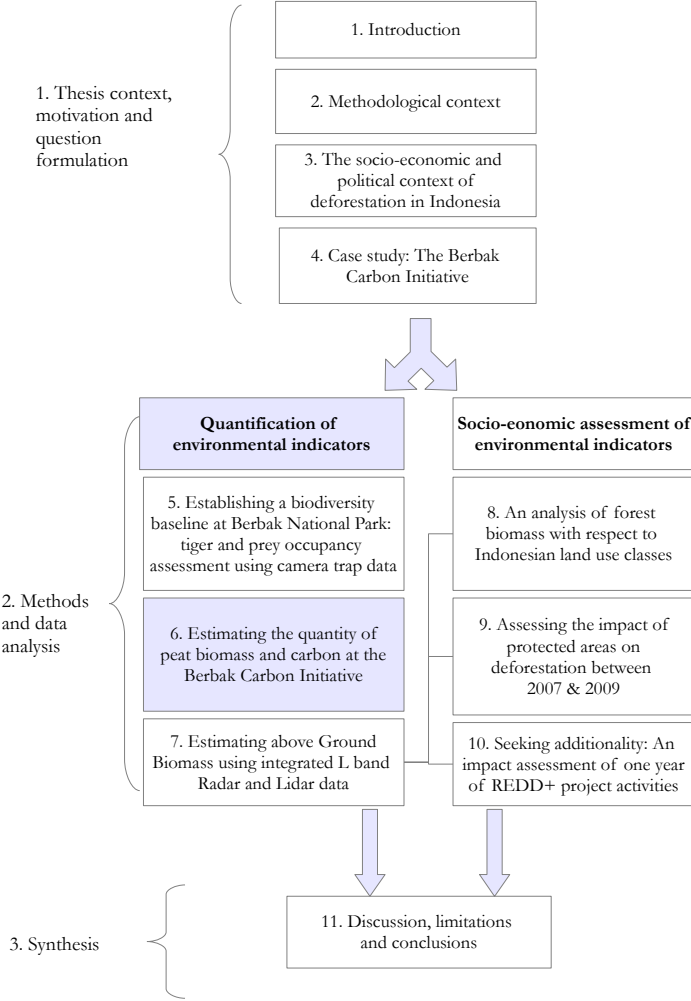 1. Introduction
1. Thesis context,
motivation and
question
formulation
2. Methodological context
3. The socio-economic and
political context of
deforestation in Indonesia
4. Case study: The Berbak
Carbon Initiative
Quantification of
environmental indicators
Socio-eonomic assessment of
environmental indicators
2. Methods
and data
analysis
5. Establishing a biodiversity
baseline at Berbak National Park:
tiger and prey occupancy
assessment using camera trap data
6. Estimating the quantity of
peat biomass and carbon at the
Berbak Carbon Initiative
7. Estimating above Ground
Biomass using integrated L band
Radar and Lidar data
8. An analysis of forest
biomass with respect to
Indonesian land use classes
9. Assessing the impact of
protected areas on
deforestation between
2007 & 2009
10. Seeking additionality: An
impact assessment of one year
of REDD+ project activities
3. Synthesis
11. Discussion, limitations
and conclusions